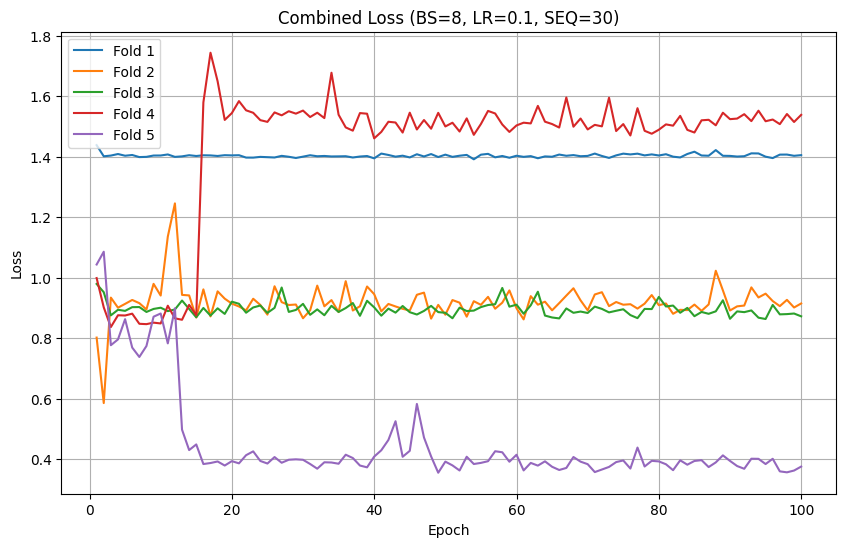 Combined Loss (BS=8, LR=0.1, SEQ=30)
Fold 1
Fold 2
Fold 3
Fold 4
Fold 5
Loss
1.8
1.6
1.4
1.2
1.0
0.8
0.6
0.4
0
20
40
60
80
100
Epoch